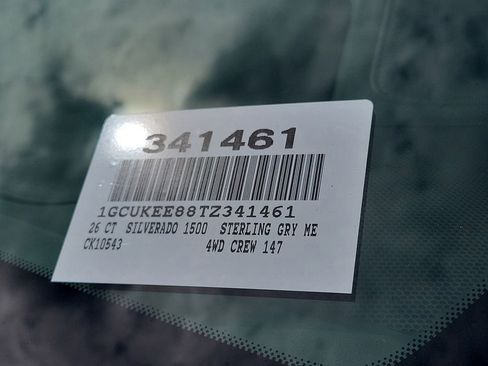 341461
1GCUKEE88TZ341461
26 CT SILVERADO 1500 STERLING GRY ME
CK10543 4WD CREW 147